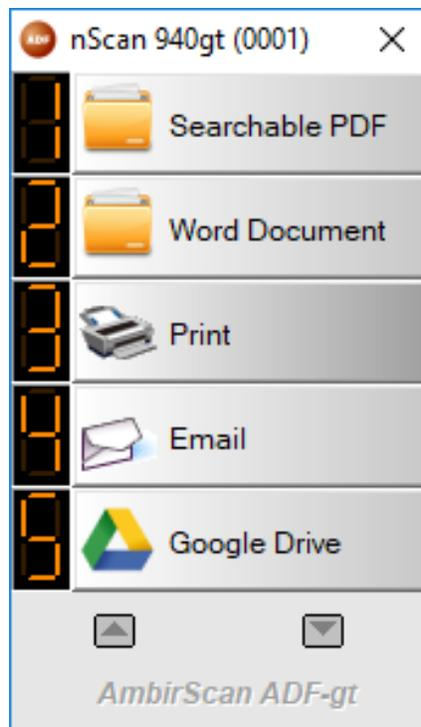 ADF nScan 940gt (0001)
1 Searchable PDF
2 Word Document
3 Print
4 Email
5 Google Drive
AmbirScan ADF-gt